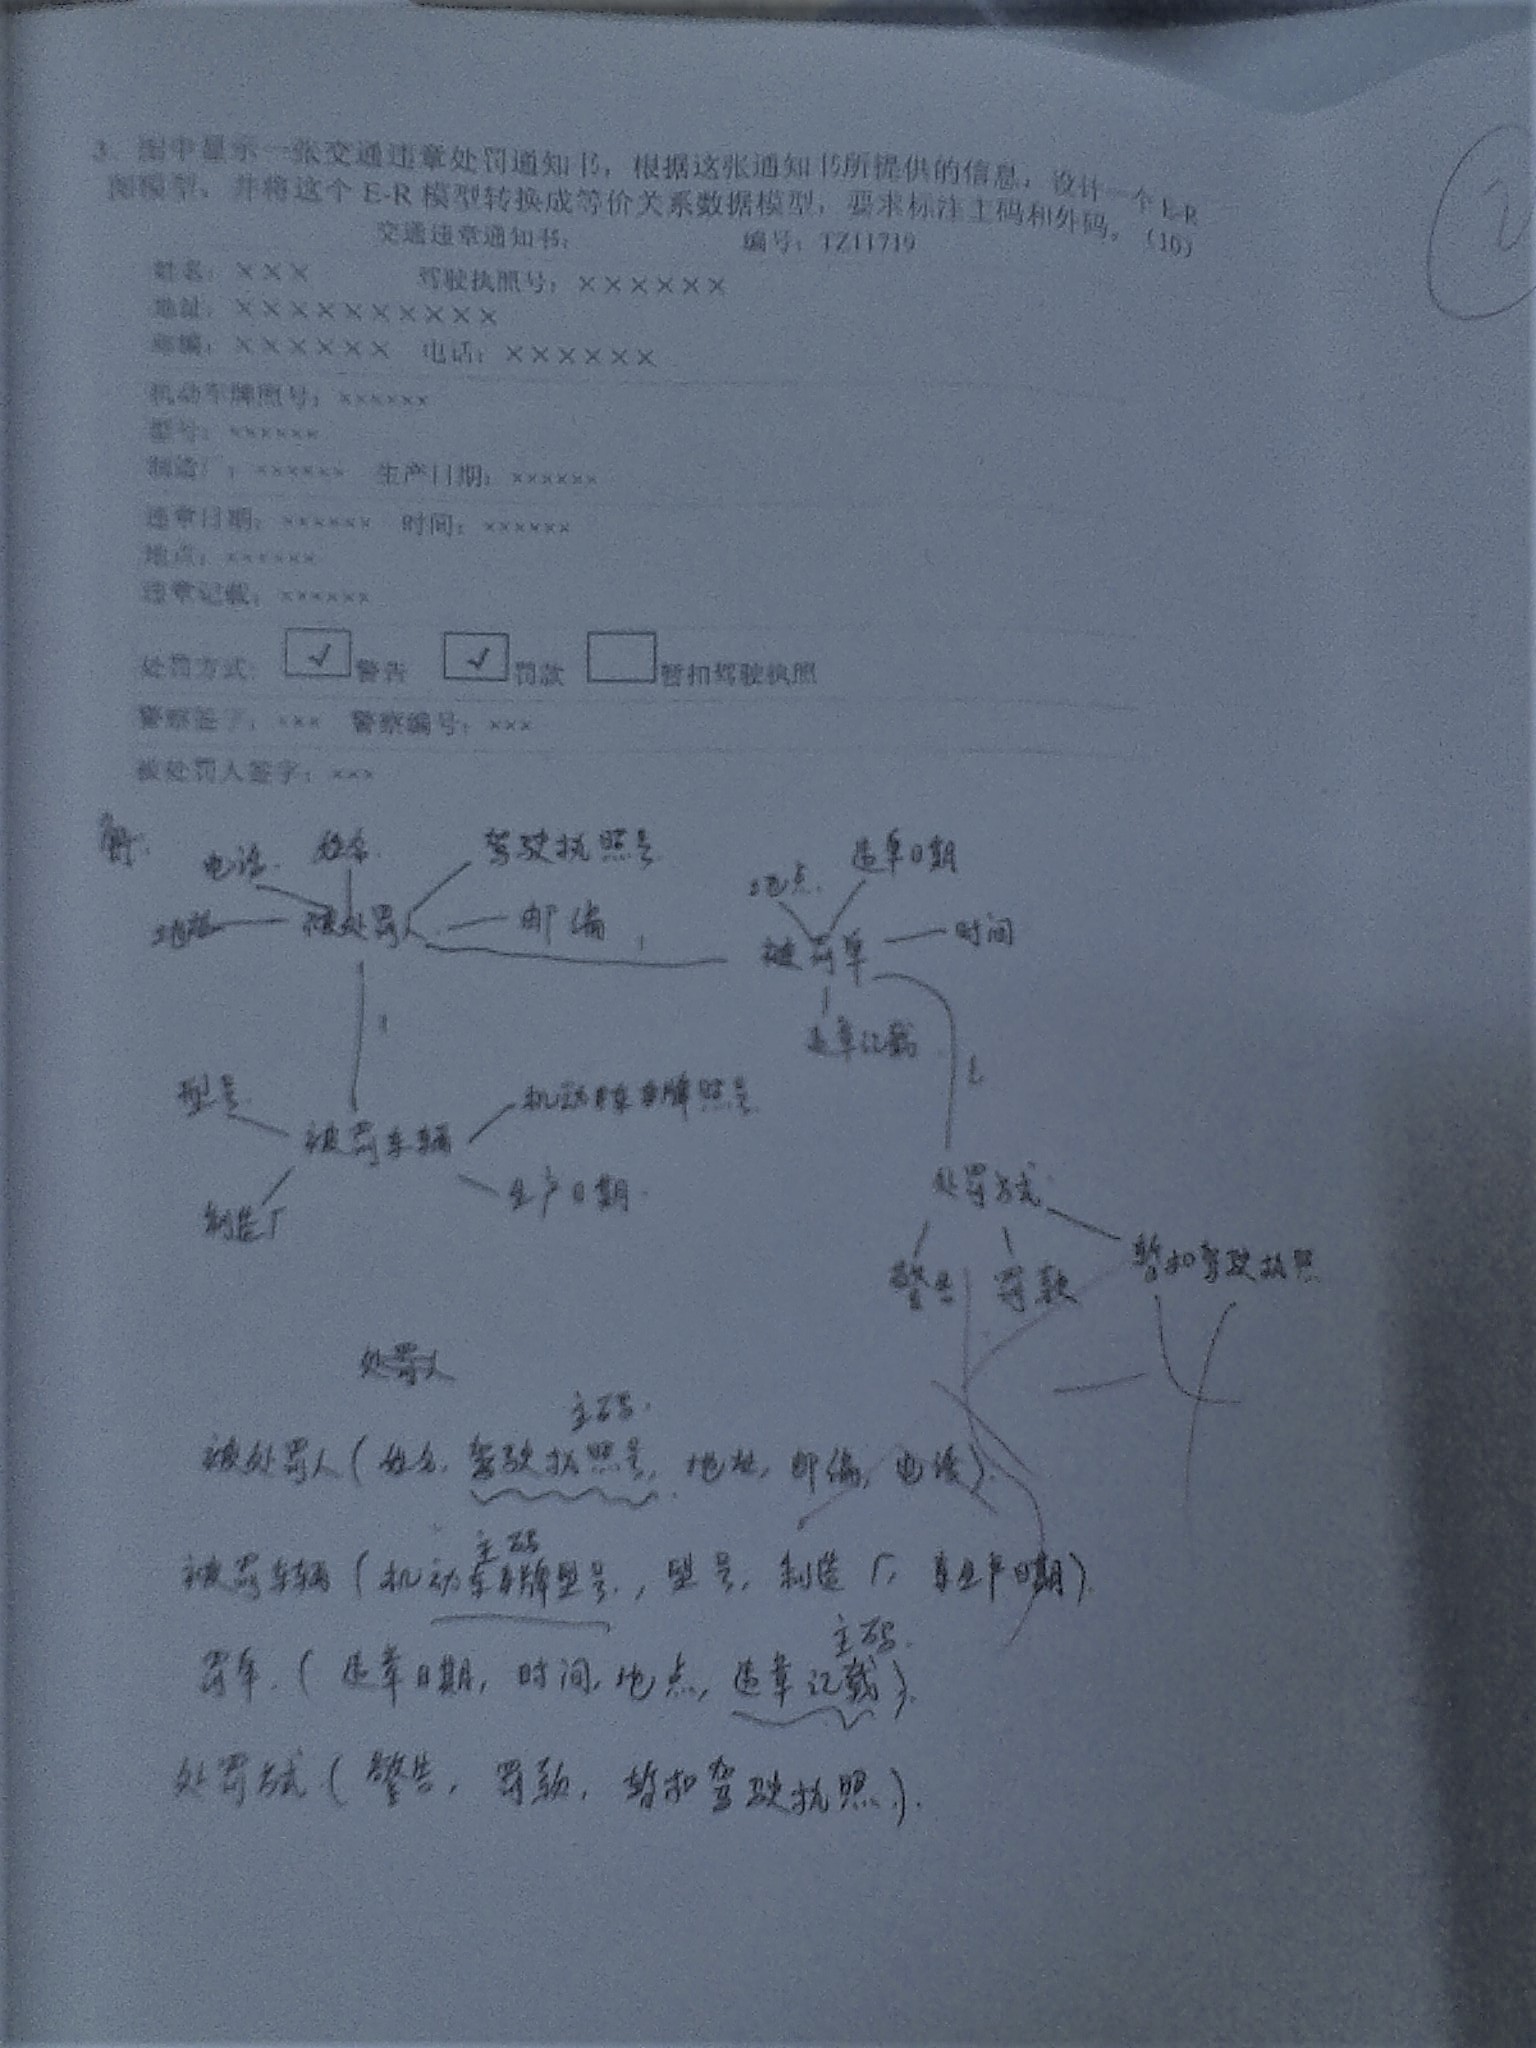 3. 图中显示一张交通违章处罚通知书，根据这张通知书所提供的信息，设计一个 E-R
图模型，并将这个 E-R 模型转换成等价关系数据模型，要求标注主码和外码。(10)
交通违章通知书： 编号：TZ11719
姓名：××× 驾驶执照号：××××××
地址：××××××××××
邮编：×××××× 电话：××××××
机动车牌照号：××××××
型号：××××××
制造厂：×××××× 生产日期：××××××
违章日期：×××××× 时间：××××××
地点：××××××
违章记载：××××××
处罚方式： ✓ 警告 ✓ 罚款 暂扣驾驶执照
警察签字：××× 警察编号：×××
被处罚人签字：×××
解:
电话 姓名 驾驶执照号
地址 被处罚人 邮编 1
地点 违章日期
被罚单 时间
违章记载
1
1
型号 机动车车牌照号
被罚车辆
制造厂 生产日期
处罚方式
警告 罚款 暂扣驾驶执照
处罚人
-4
主码
被处罚人(姓名, 驾驶执照号, 地址, 邮编, 电话).
主码
被罚车辆(机动车车牌型号, 型号, 制造厂, 生产日期).
主码
罚单(违章日期, 时间, 地点, 违章记载).
处罚方式(警告, 罚款, 暂扣驾驶执照).